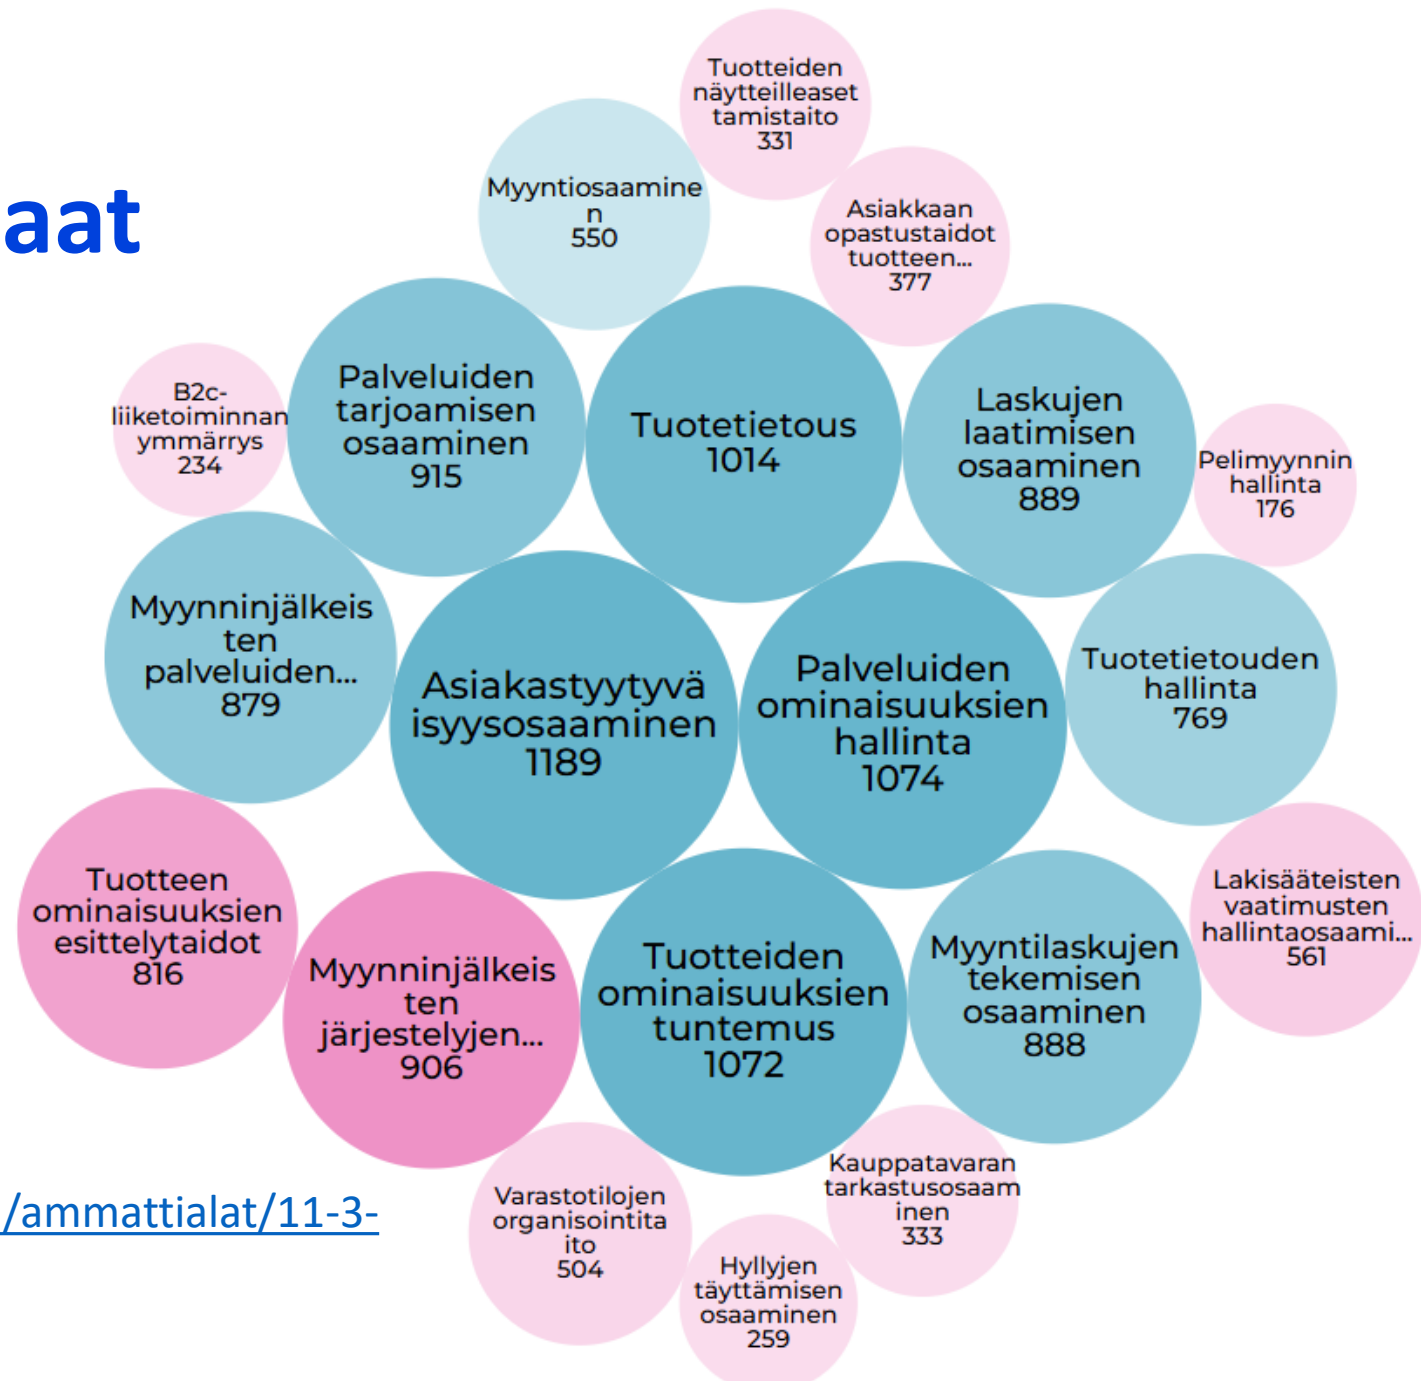 aat
Tuotteiden
näytteilleaset
tamistaito
331
Myyntiosaamine
n
550
Asiakkaan
opastustaidot
tuotteen...
377
B2c-
liiketoiminnan
ymmärrys
234
Palveluiden
tarjoamisen
osaaminen
915
Tuotetietous
1014
Laskujen
laatimisen
osaaminen
889
Pelimyynnin
hallinta
176
Myynninjälkeis
ten
palveluiden...
879
Asiakastyytyvä
isyysosaaminen
1189
Palveluiden
ominaisuuksien
hallinta
1074
Tuotetietouden
hallinta
769
Tuotteen
ominaisuuksien
esittelytaidot
816
Myynninjälkeis
ten
järjestelyjen...
906
Tuotteiden
ominaisuuksien
tuntemus
1072
Myyntilaskujen
tekemisen
osaaminen
888
Lakisääteisten
vaatimusten
hallintaosaami...
561
/ammattialat/11-3-
Varastotilojen
organisointita
ito
504
Hyllyjen
täyttämisen
osaaminen
259
Kauppatavaran
tarkastusosaam
inen
333